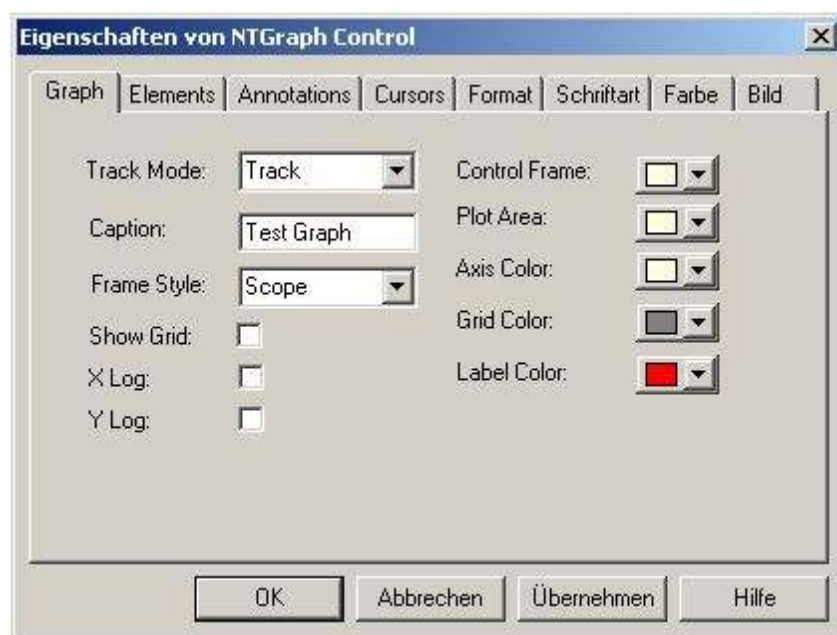 Eigenschaften von NTGraph Control
Graph Elements Annotations Cursors Format Schriftart Farbe Bild
Track Mode: Track
Caption: Test Graph
Frame Style: Scope
Show Grid:
X Log:
Y Log:
Control Frame:
Plot Area:
Axis Color:
Grid Color:
Label Color:
OK Abbrechen Übernehmen Hilfe